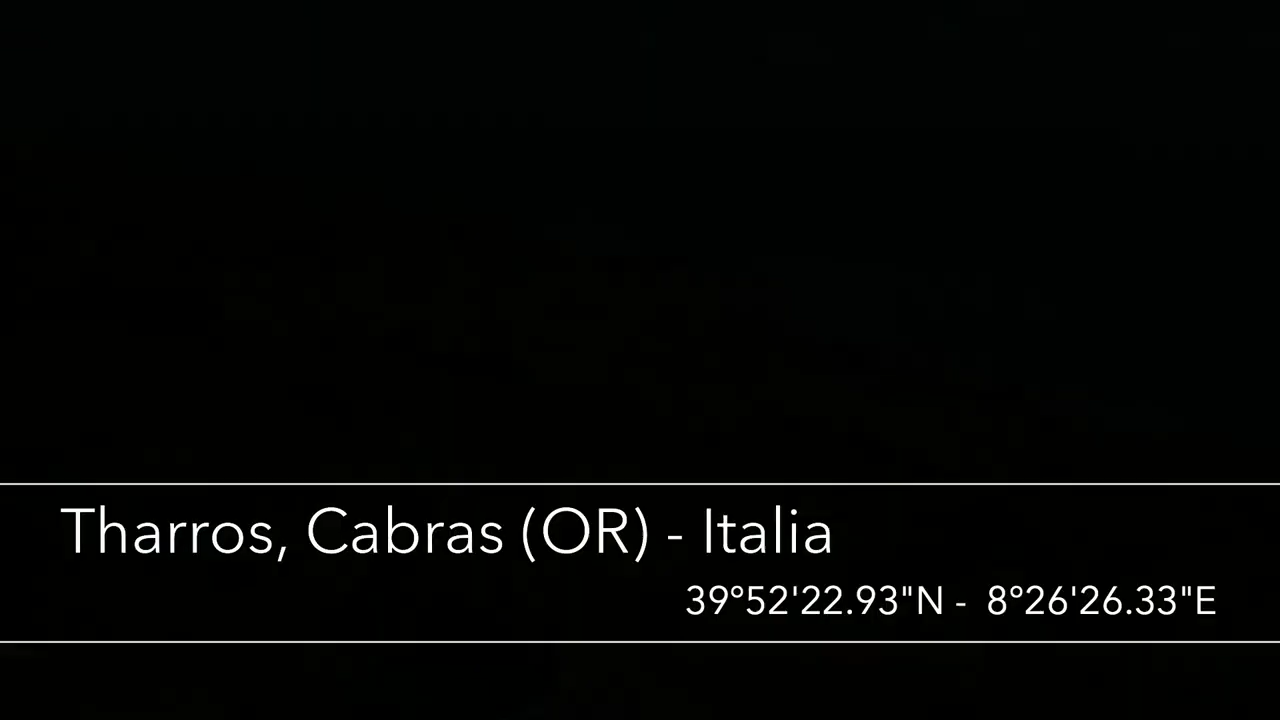 Tharros, Cabras (OR) - Italia
39°52'22.93"N - 8°26'26.33"E